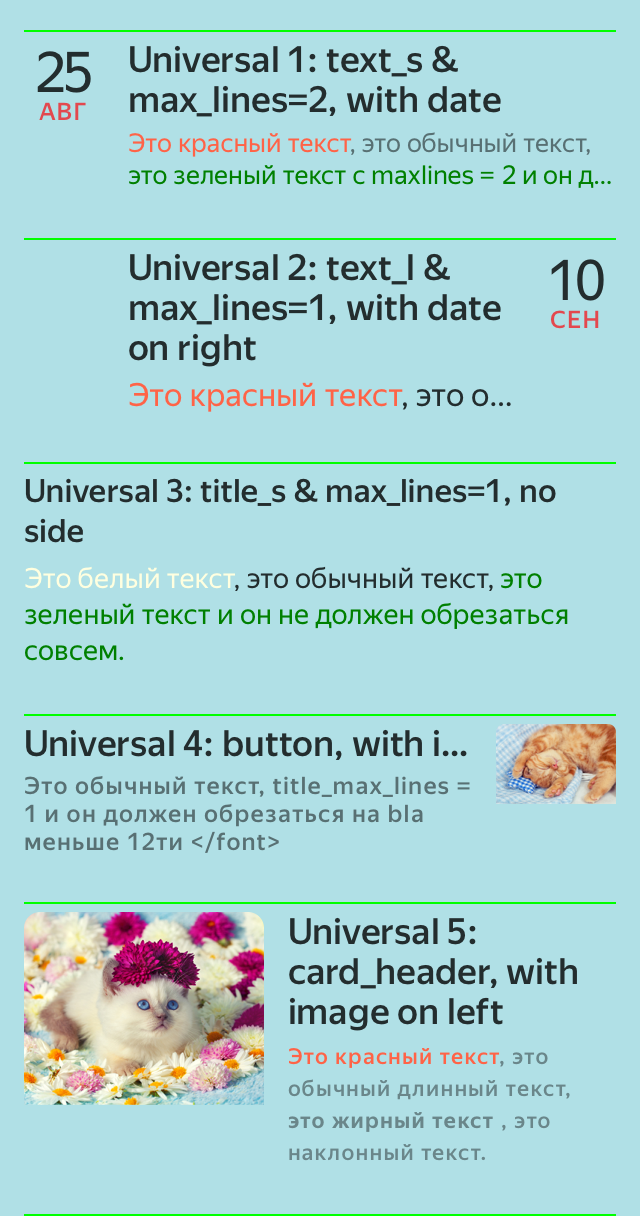 25
АВГ
Universal 1: text_s &
max_lines=2, with date
Это красный текст, это обычный текст,
это зеленый текст с maxlines = 2 и он д...
Universal 2: text_l &
max_lines=1, with date
on right
Это красный текст, это о...
10
СЕН
Universal 3: title_s & max_lines=1, no
side
Это белый текст, это обычный текст, это
зеленый текст и он не должен обрезаться
совсем.
Universal 4: button, with i...
Это обычный текст, title_max_lines =
1 и он должен обрезаться на bla
меньше 12ти </font>
Universal 5:
card_header, with
image on left
Это красный текст, это
обычный длинный текст,
это жирный текст , это
наклонный текст.